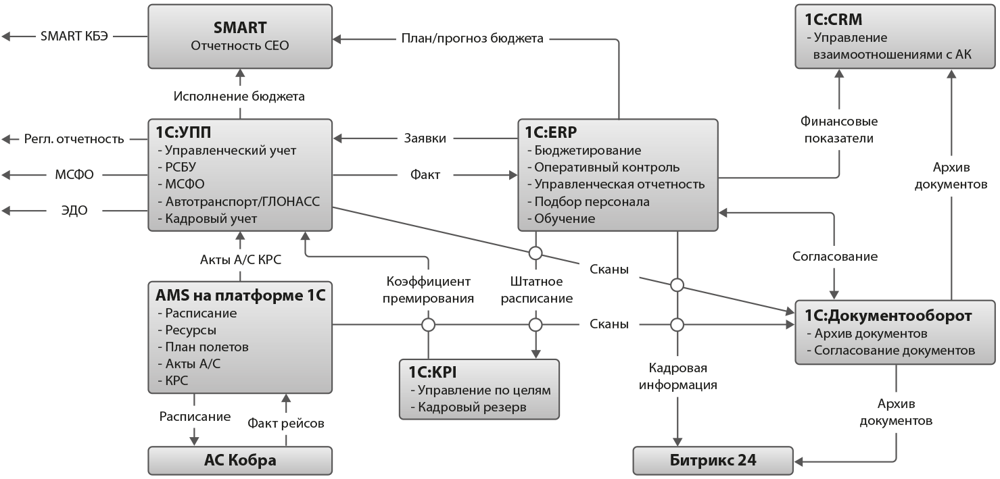 SMART
Отчетность CEO
SMART КБЭ
План/прогноз бюджета
1С:CRM
- Управление
взаимоотношениями с АК
Исполнение бюджета
1С:УПП
- Управленческий учет
- РСБУ
- МСФО
- Автотранспорт/ГЛОНАСС
- Кадровый учет
Регл. отчетность
МСФО
ЭДО
Заявки
Факт
1С:ERP
- Бюджетирование
- Оперативный контроль
- Управленческая отчетность
- Подбор персонала
- Обучение
Финансовые
показатели
Архив
документов
Согласование
Акты А/С КРС
Коэффициент
премирования
Штатное
расписание
Сканы
AMS на платформе 1С
- Расписание
- Ресурсы
- План полетов
- Акты А/С
- КРС
Сканы
1С:Документооборот
- Архив документов
- Согласование документов
1С:KPI
- Управление по целям
- Кадровый резерв
Кадровая
информация
Архив
документов
Расписание
Факт рейсов
АС Кобра
Битрикс 24